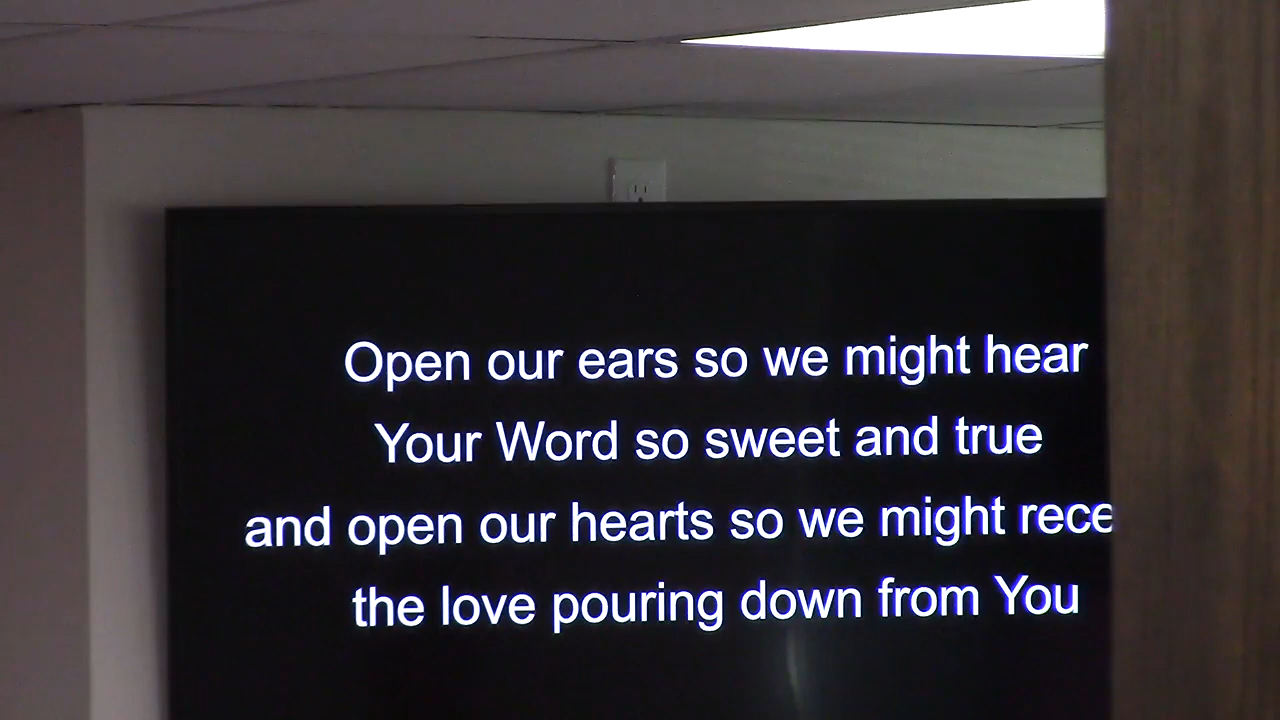 Open our ears so we might hear
Your Word so sweet and true
and open our hearts so we might rece
the love pouring down from You